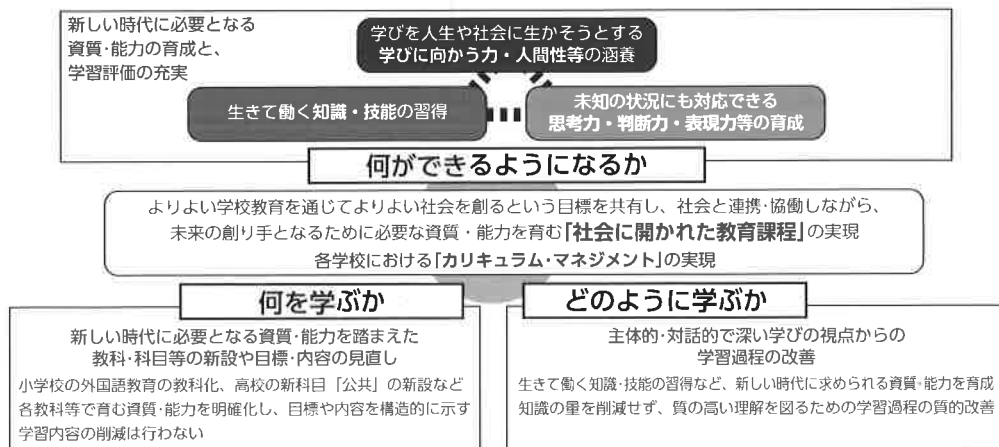 新しい時代に必要となる
資質・能力の育成と、
学習評価の充実
学びを人生や社会に生かそうとする
学びに向かう力・人間性等の涵養
生きて働く知識・技能の習得
未知の状況にも対応できる
思考力・判断力・表現力等の育成
何ができるようになるか
よりよい学校教育を通じてよりよい社会を創るという目標を共有し、社会と連携・協働しながら、
未来の創り手となるために必要な資質・能力を育む「社会に開かれた教育課程」の実現
各学校における「カリキュラム・マネジメント」の実現
何を学ぶか
新しい時代に必要となる資質・能力を踏まえた
教科・科目等の新設や目標・内容の見直し
小学校の外国語教育の教科化、高校の新科目「公共」の新設など
各教科等で育む資質・能力を明確化し、目標や内容を構造的に示す
学習内容の削減は行わない
どのように学ぶか
主体的・対話的で深い学びの視点からの
学習過程の改善
生きて働く知識・技能の習得など、新しい時代に求められる資質・能力を育成
知識の量を削減せず、質の高い理解を図るための学習過程の質的改善